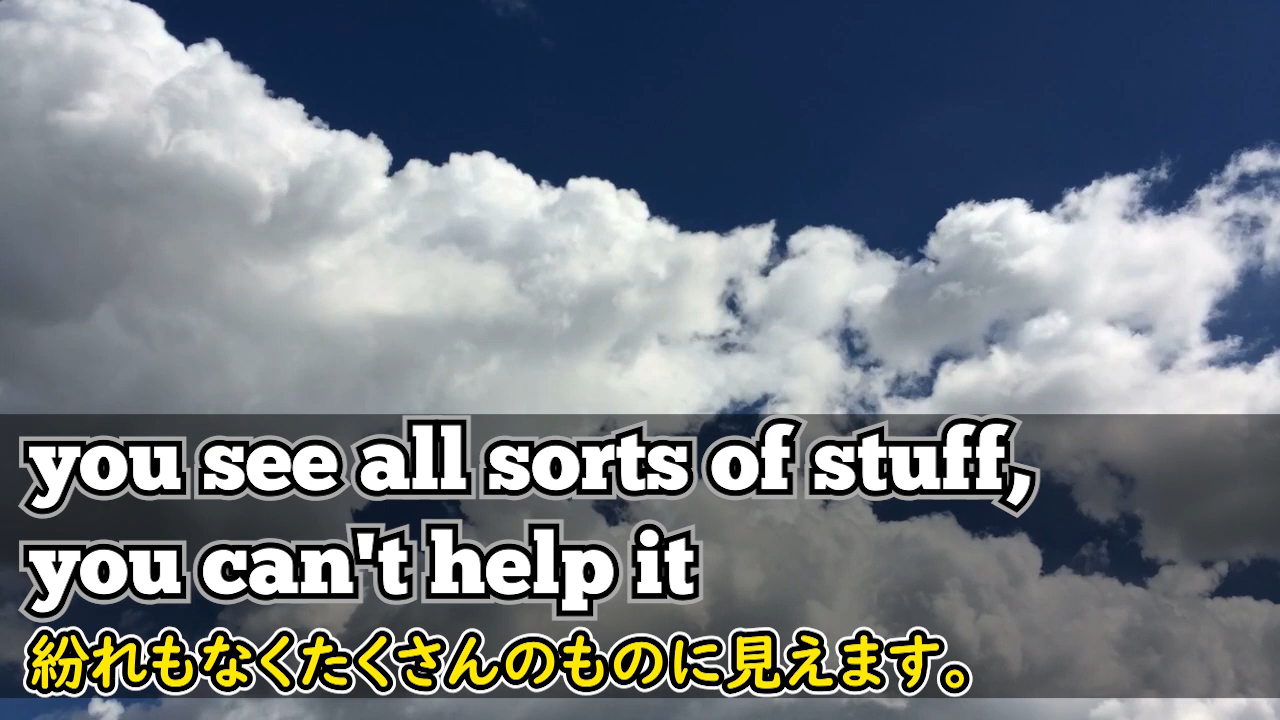 you see all sorts of stuff,
you can't help it
紛れもなくたくさんのものに見えます。